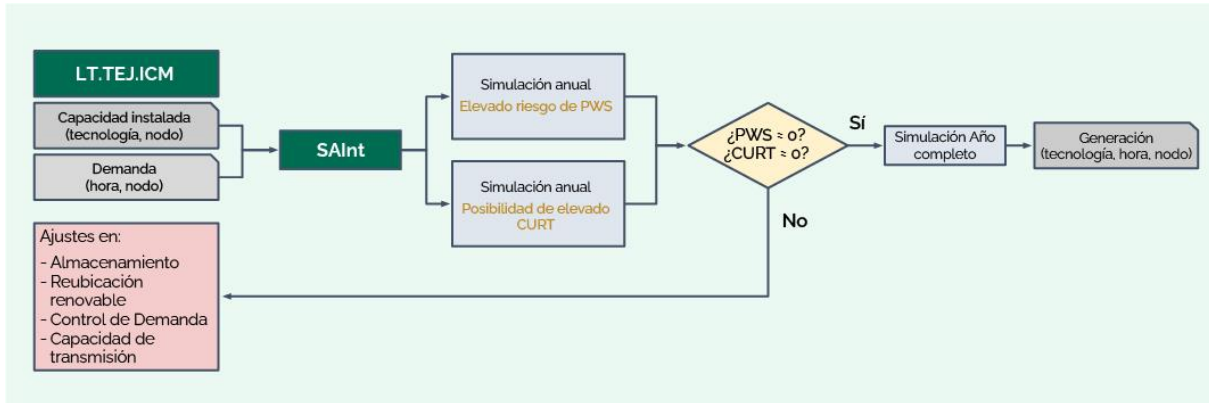 LT.TEJ.ICM
Capacidad instalada
(tecnología, nodo)
Demanda
(hora, nodo)
SAInt
Simulación anual
Elevado riesgo de PWS
Simulación anual
Posibilidad de elevado
CURT
¿PWS ≈ 0?
¿CURT ≈ 0?
Sí
No
Simulación Año
completo
Generación
(tecnología, hora, nodo)
Ajustes en:
- Almacenamiento
- Reubicación
renovable
- Control de Demanda
- Capacidad de
transmisión